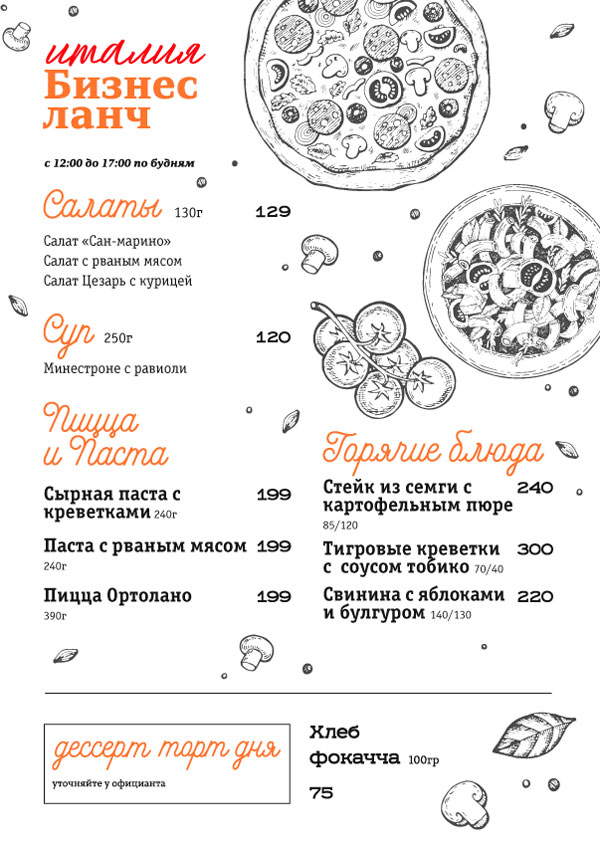 италия
Бизнес
ланч
с 12:00 до 17:00 по будням
Салаты 130г 129
Салат «Сан-марино»
Салат с рваным мясом
Салат Цезарь с курицей
Суп 250г 120
Минестроне с равиоли
Пицца
и Паста
Сырная паста с 199
креветками 240г
Паста с рваным мясом 199
240г
Пицца Ортолано 199
390г
Горячие блюда
Стейк из семги с 240
картофельным пюре
85/120
Тигровые креветки 300
с соусом тобико 70/40
Свинина с яблоками 220
и булгуром 140/130
дессерт торт дня
уточняйте у официанта
Хлеб
фокачча 100гр
75